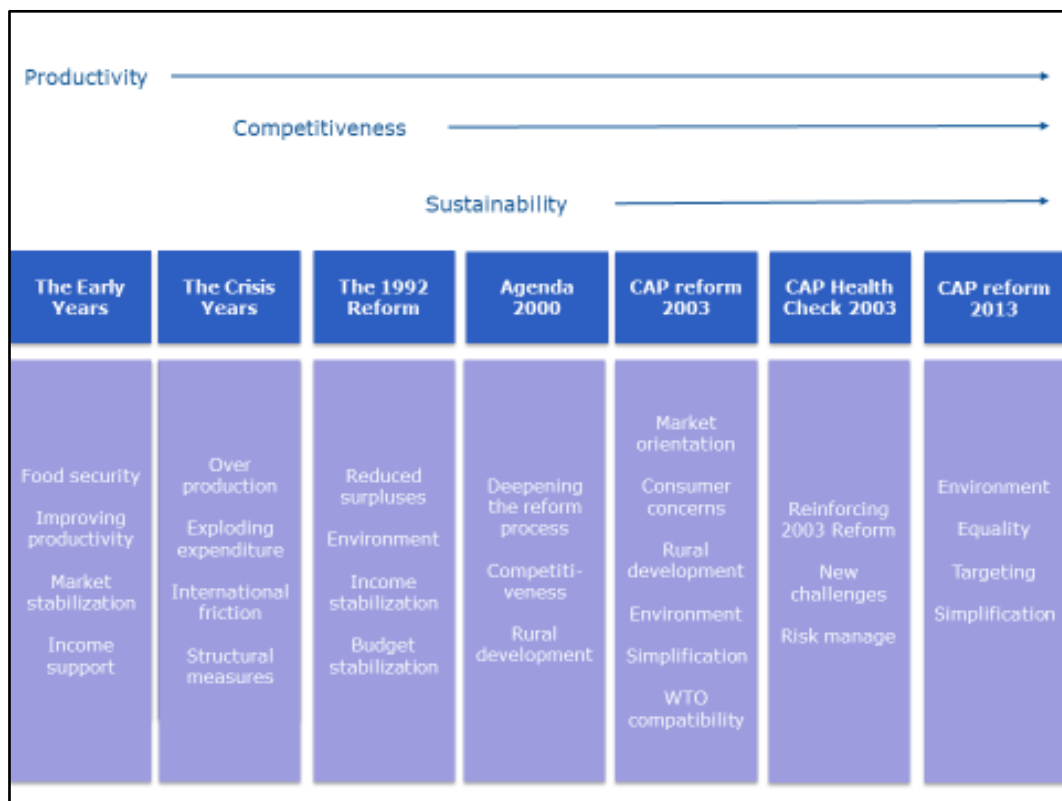 Productivity
Competitiveness
Sustainability
The Early
Years
The Crisis
Years
The 1992
Reform
Agenda
2000
CAP reform
2003
CAP Health
Check 2003
CAP reform
2013
Food security
Improving
productivity
Market
stabilization
Income
support
Over
production
Exploding
expenditure
International
friction
Structural
measures
Reduced
surpluses
Environment
Income
stabilization
Budget
stabilization
Deepening
the reform
process
Competiti-
veness
Rural
development
Market
orientation
Consumer
concerns
Rural
development
Environment
Simplification
WTO
compatibility
Reinforcing
2003 Reform
New
challenges
Risk manage
Environment
Equality
Targeting
Simplification